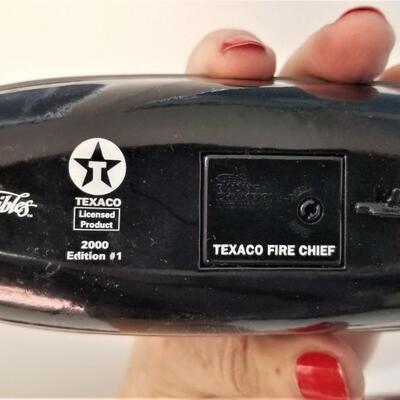 T
TEXACO
Licensed
Product
2000
Edition #1
TEXACO FIRE CHIEF